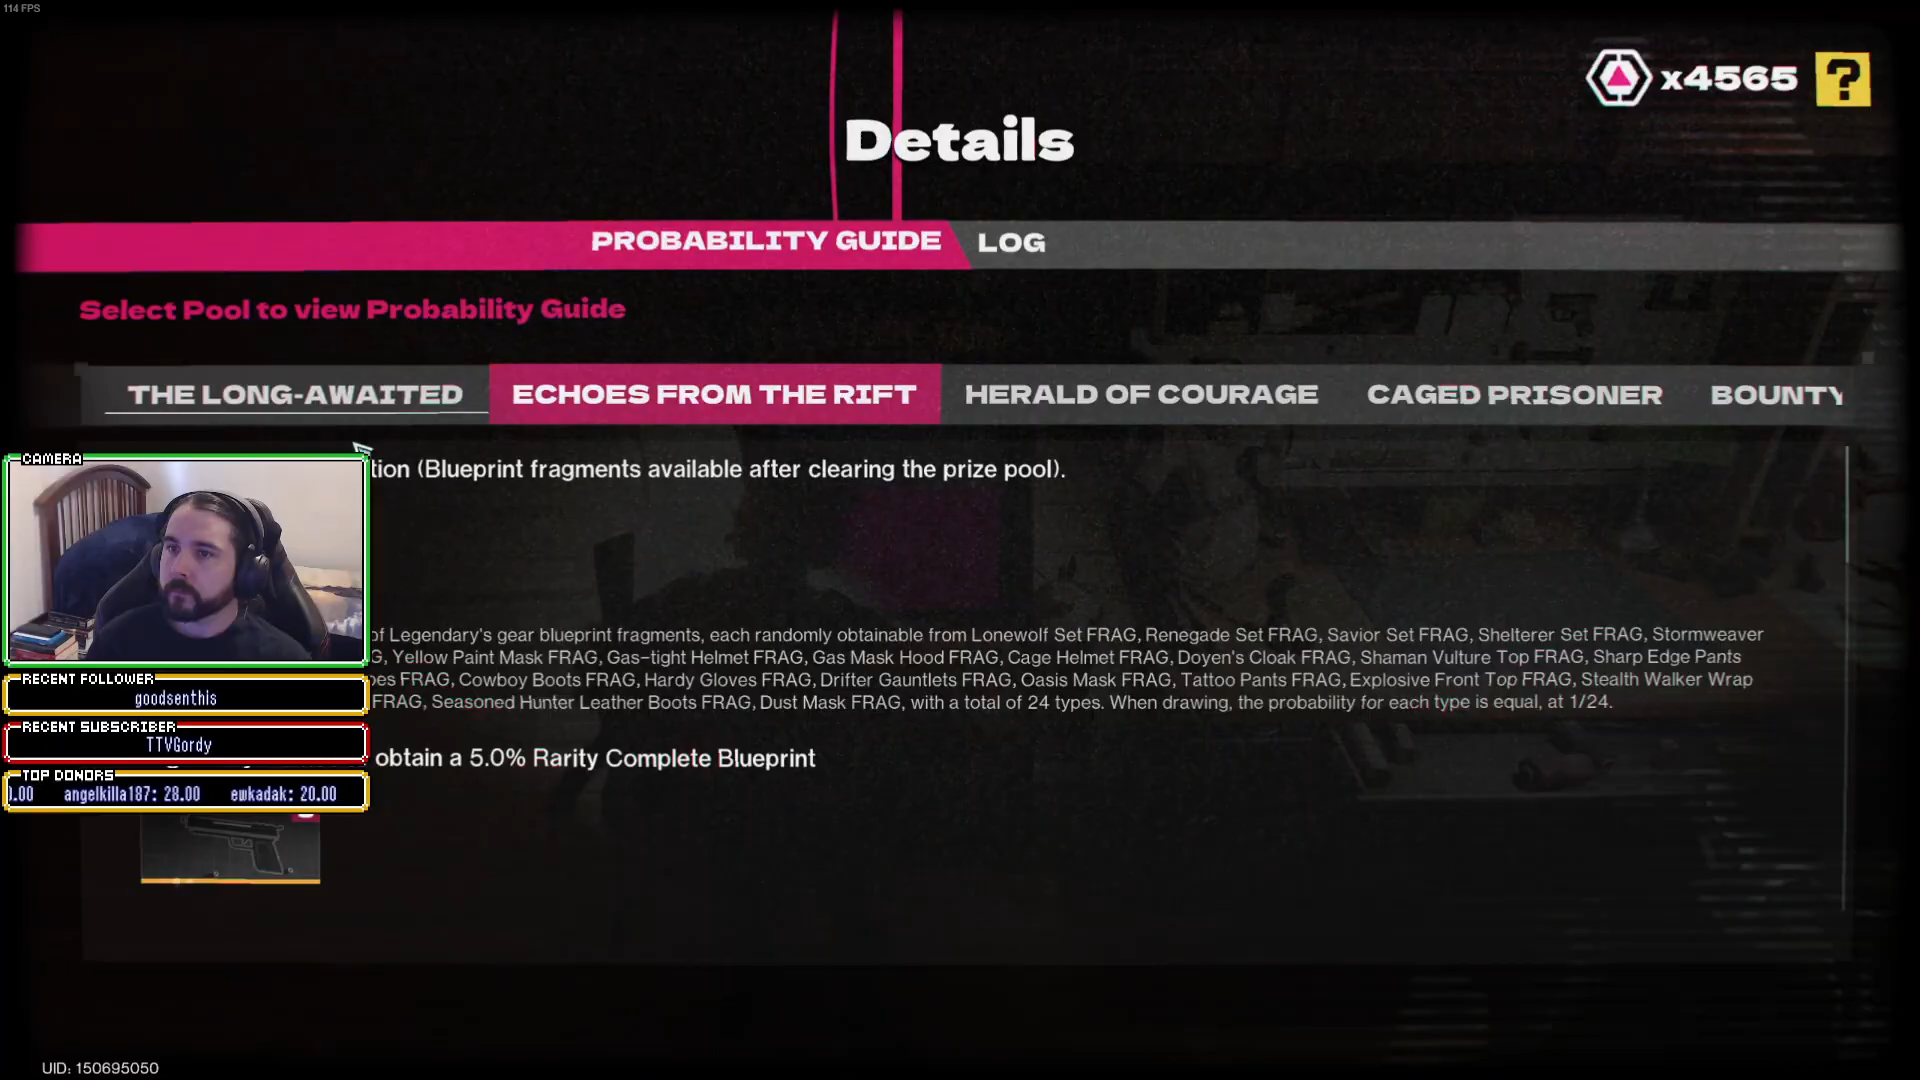 114 FPS
x4565
?
Details
PROBABILITY GUIDE
LOG
Select Pool to view Probability Guide
THE LONG-AWAITED
ECHOES FROM THE RIFT
HERALD OF COURAGE
CAGED PRISONER
BOUNTY
tion (Blueprint fragments available after clearing the prize pool).
of Legendary's gear blueprint fragments, each randomly obtainable from Lonewolf Set FRAG, Renegade Set FRAG, Savior Set FRAG, Shelterer Set FRAG, Stormweaver
G, Yellow Paint Mask FRAG, Gas-tight Helmet FRAG, Gas Mask Hood FRAG, Cage Helmet FRAG, Doyen's Cloak FRAG, Shaman Vulture Top FRAG, Sharp Edge Pants
oes FRAG, Cowboy Boots FRAG, Hardy Gloves FRAG, Drifter Gauntlets FRAG, Oasis Mask FRAG, Tattoo Pants FRAG, Explosive Front Top FRAG, Stealth Walker Wrap
FRAG, Seasoned Hunter Leather Boots FRAG, Dust Mask FRAG, with a total of 24 types. When drawing, the probability for each type is equal, at 1/24.
obtain a 5.0% Rarity Complete Blueprint
CAMERA
RECENT FOLLOWER
goodsenthis
RECENT SUBSCRIBER
TTVGordy
TOP DONORS
0.00 angelkilla187: 28.00 ewkadak: 20.00
UID: 150695050